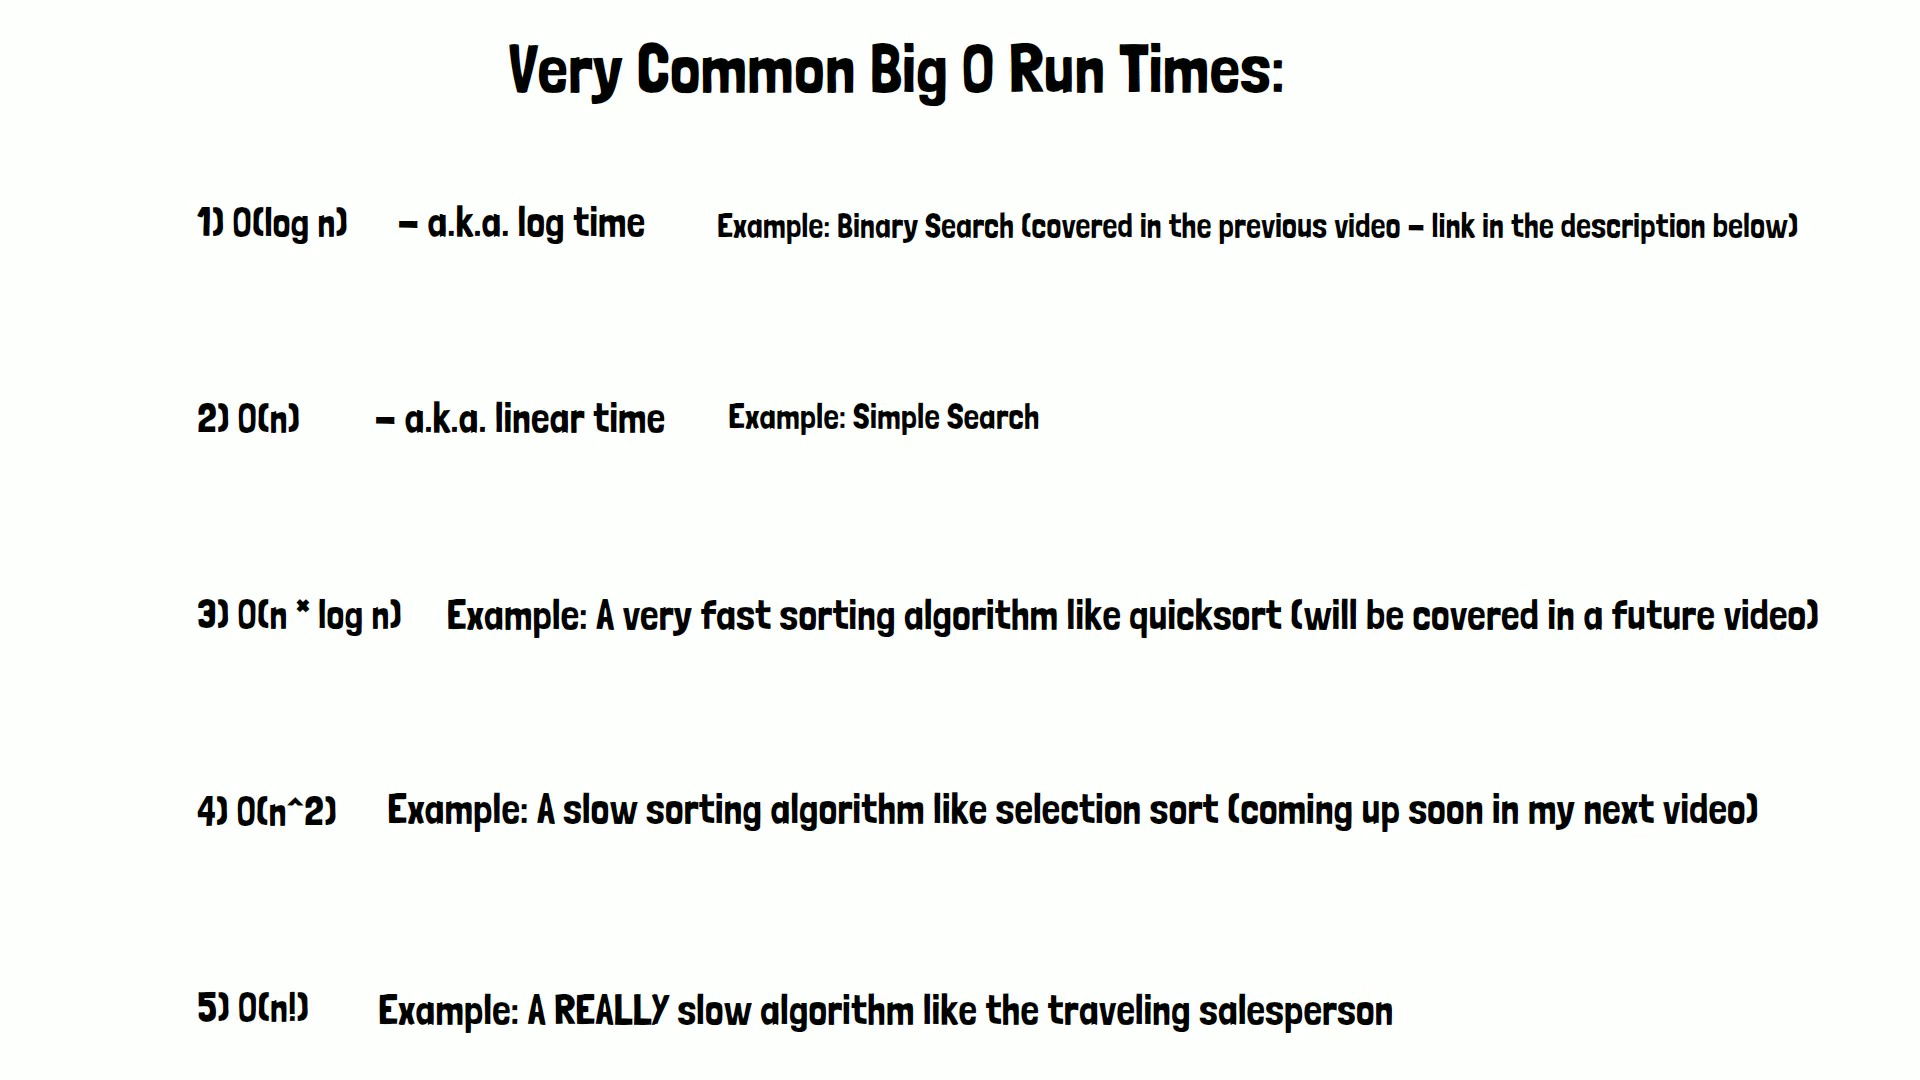 Very Common Big O Run Times:
1) O(log n) – a.k.a. log time Example: Binary Search (covered in the previous video – link in the description below)
2) O(n) – a.k.a. linear time Example: Simple Search
3) O(n * log n) Example: A very fast sorting algorithm like quicksort (will be covered in a future video)
4) O(n^2) Example: A slow sorting algorithm like selection sort (coming up soon in my next video)
5) O(n!) Example: A REALLY slow algorithm like the traveling salesperson